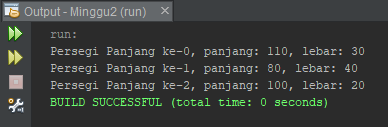 Output - Minggu2 (run)
run:
Persegi Panjang ke-0, panjang: 110, lebar: 30
Persegi Panjang ke-1, panjang: 80, lebar: 40
Persegi Panjang ke-2, panjang: 100, lebar: 20
BUILD SUCCESSFUL (total time: 0 seconds)